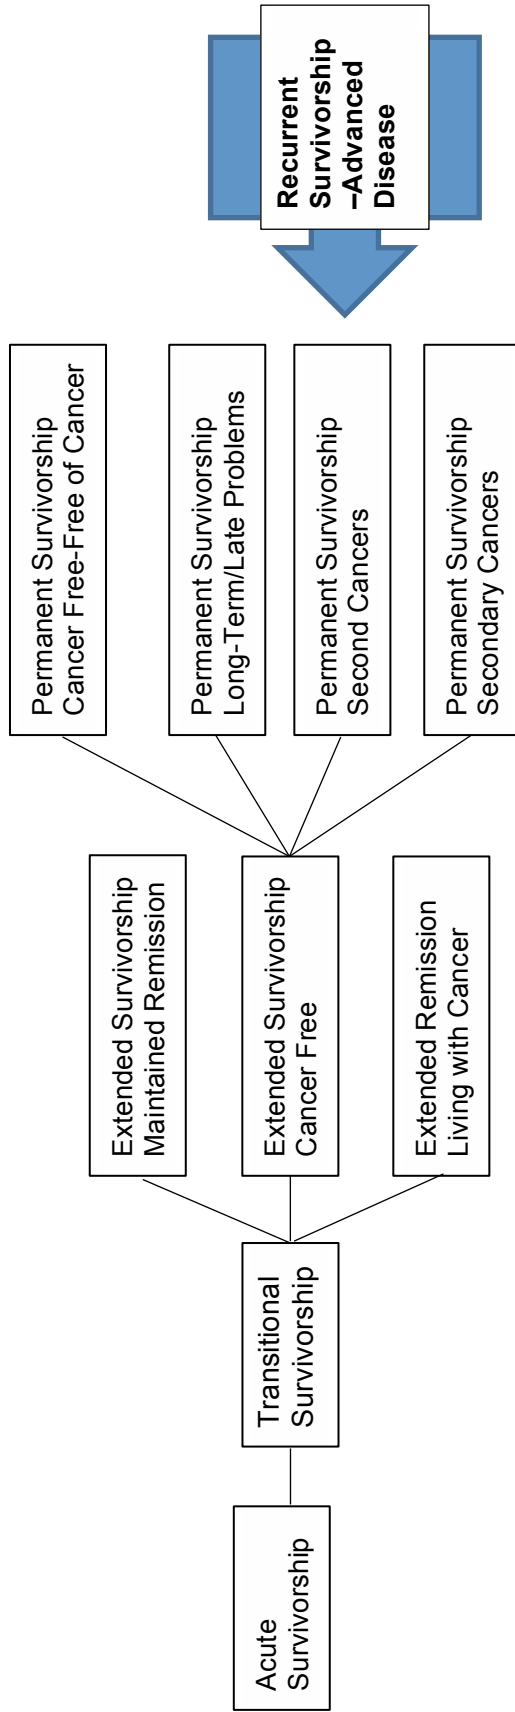 Acute
Survivorship
Transitional
Survivorship
Extended Survivorship
Maintained Remission
Extended Survivorship
Cancer Free
Extended Remission
Living with Cancer
Permanent Survivorship
Cancer Free-Free of Cancer
Permanent Survivorship
Long-Term/Late Problems
Permanent Survivorship
Second Cancers
Permanent Survivorship
Secondary Cancers
Recurrent
Survivorship
–Advanced
Disease